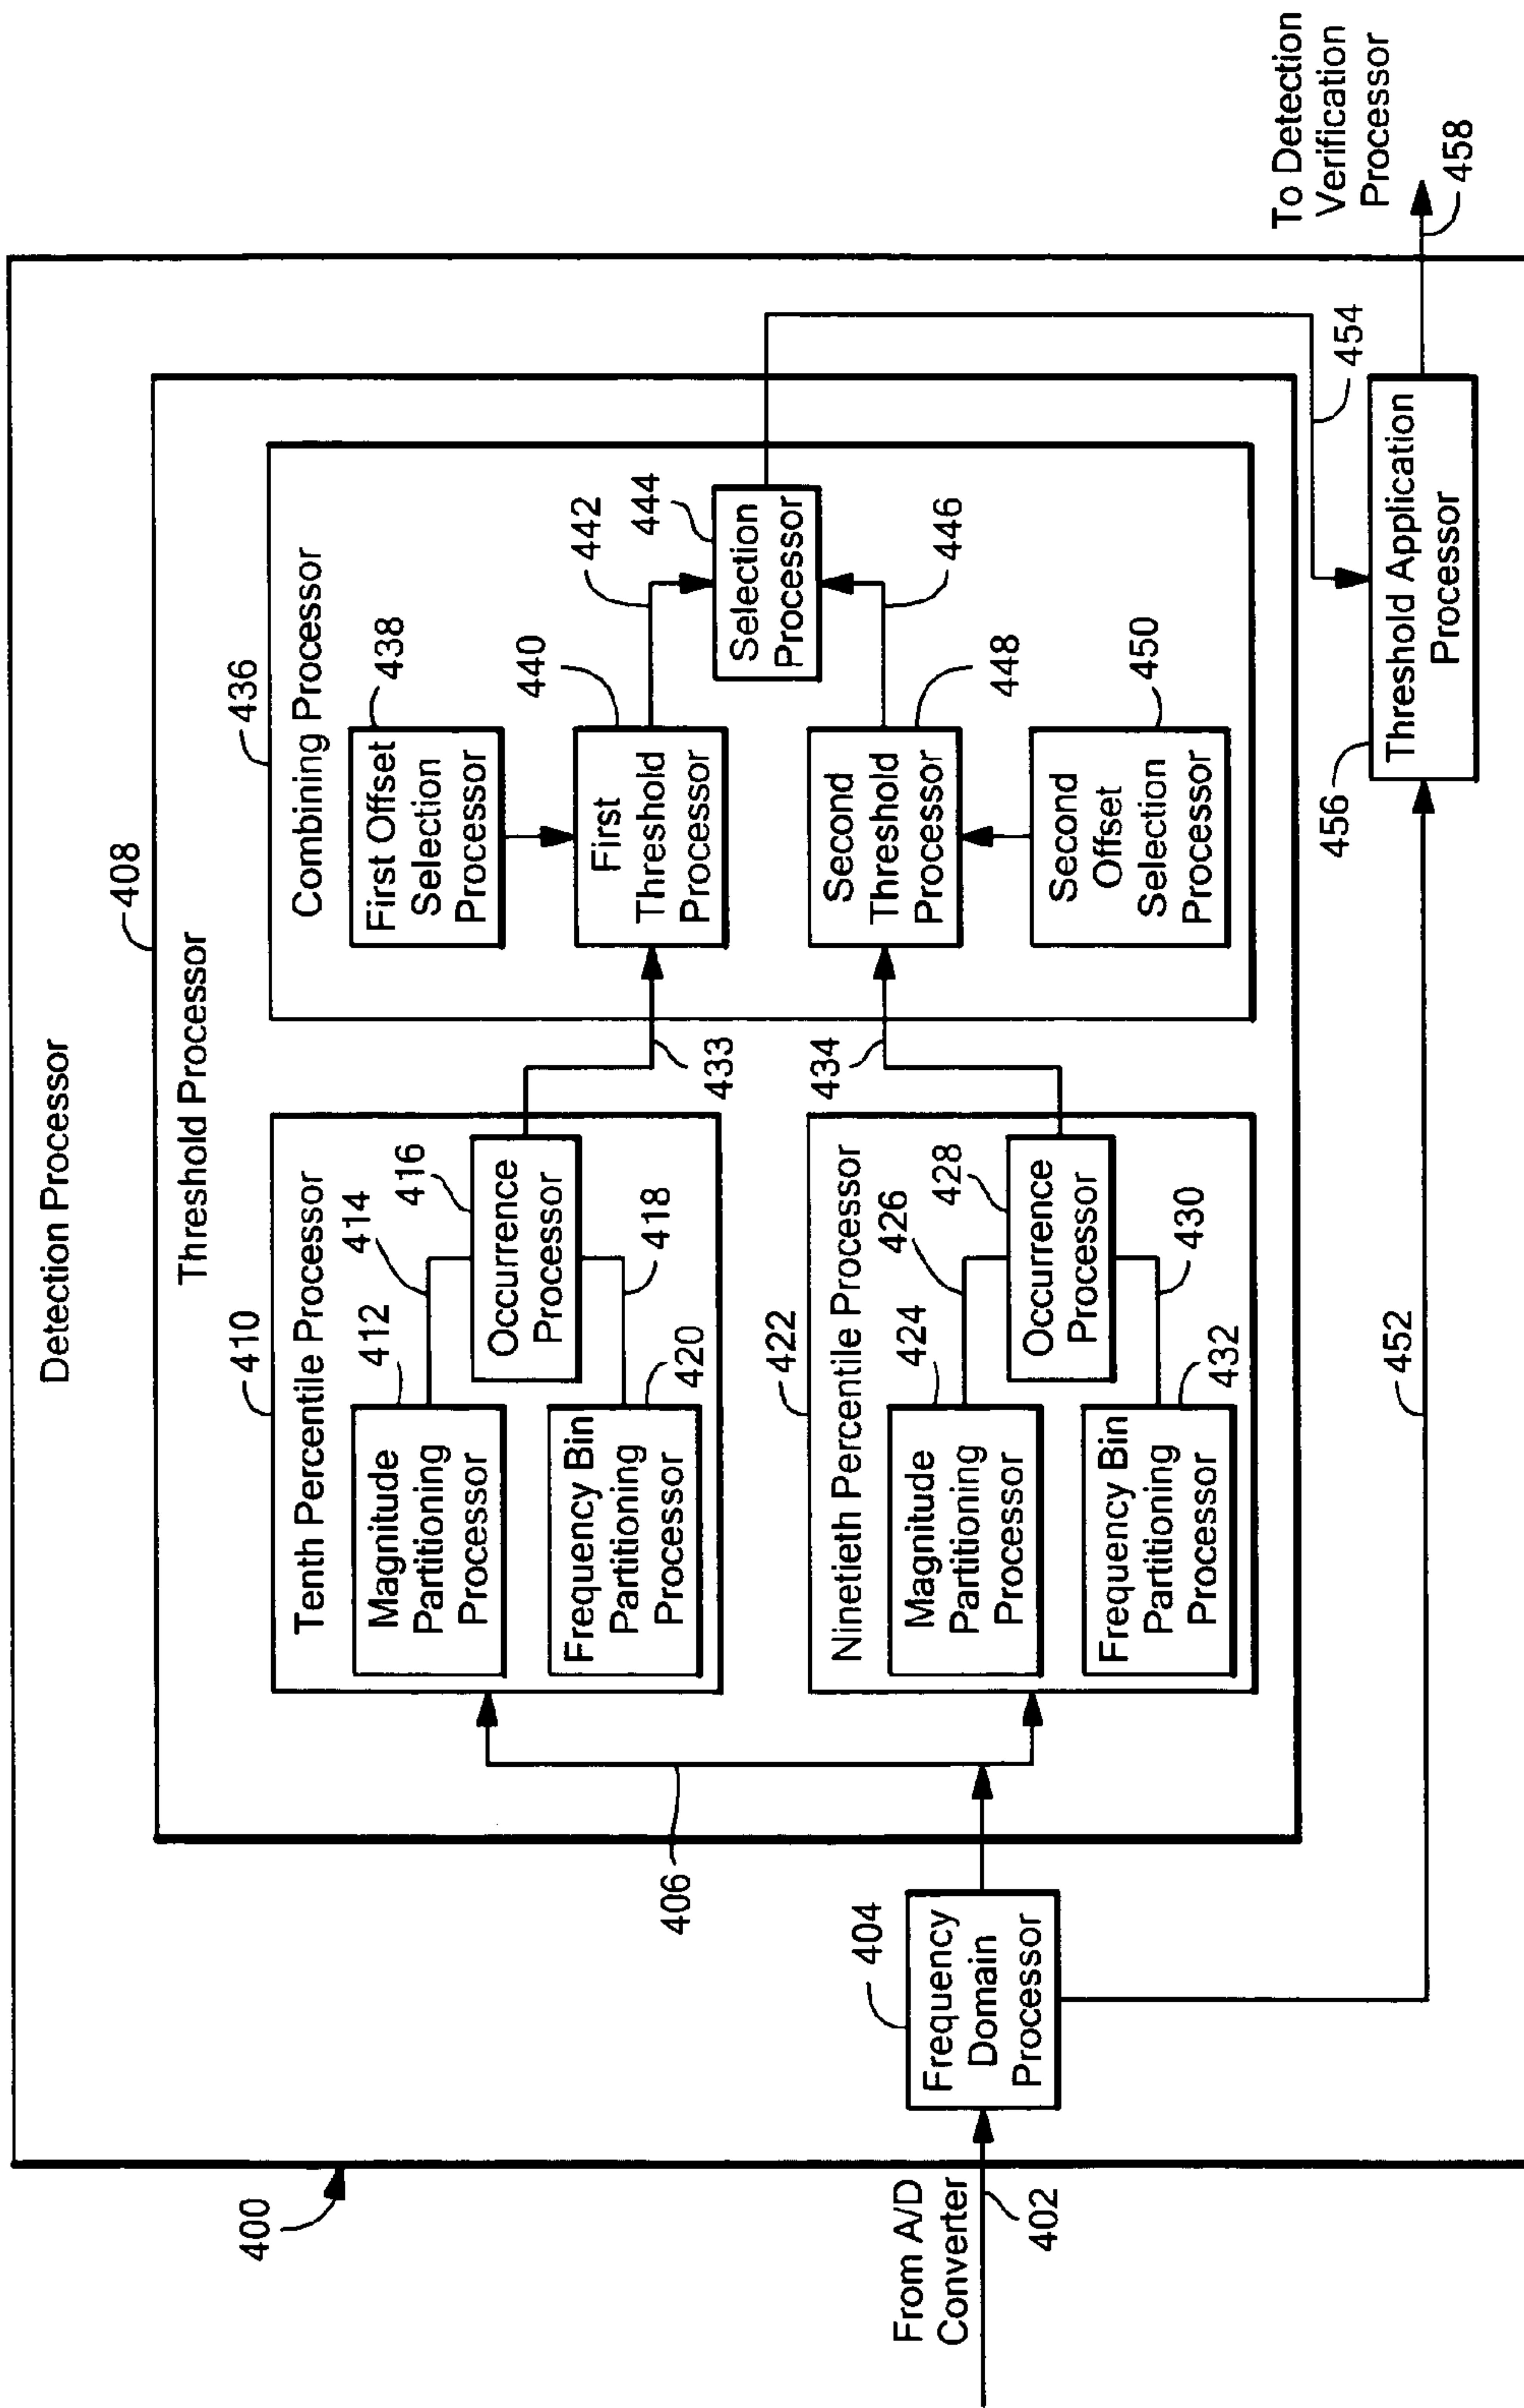 Detection Processor
400
408
Threshold Processor
From A/D
Converter
402
404
Frequency
Domain
Processor
406
410
Tenth Percentile Processor
412
414
416
Magnitude
Partitioning
Processor
Occurrence
Processor
418
420
Frequency Bin
Partitioning
Processor
422
Ninetieth Percentile Processor
424
426
428
Magnitude
Partitioning
Processor
Occurrence
Processor
430
432
Frequency Bin
Partitioning
Processor
433
434
436
Combining Processor
438
First Offset
Selection
Processor
440
442
444
First
Threshold
Processor
Selection
Processor
446
448
Second
Threshold
Processor
450
Second
Offset
Selection
Processor
452
454
456
Threshold Application
Processor
To Detection
Verification
Processor
458